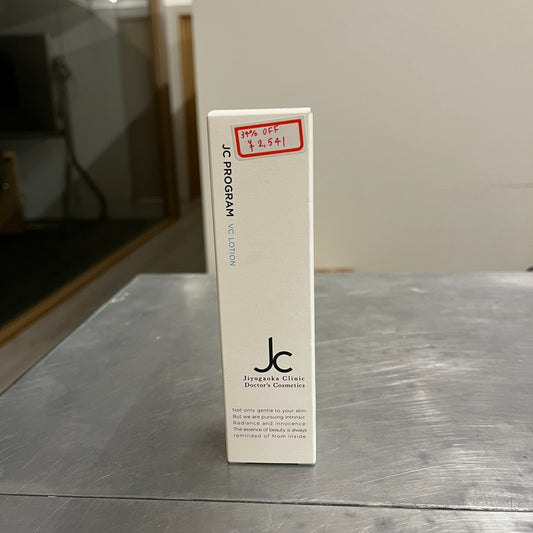 34% OFF
¥2,541
JC PROGRAM VC LOTION
Jc
Jiyugaoka Clinic
Doctor's Cosmetics
Not only gentle to your skin.
But we are pursuing intrinsic.
Radiance and Innocence.
The essence of beauty is always
reminded of from inside.